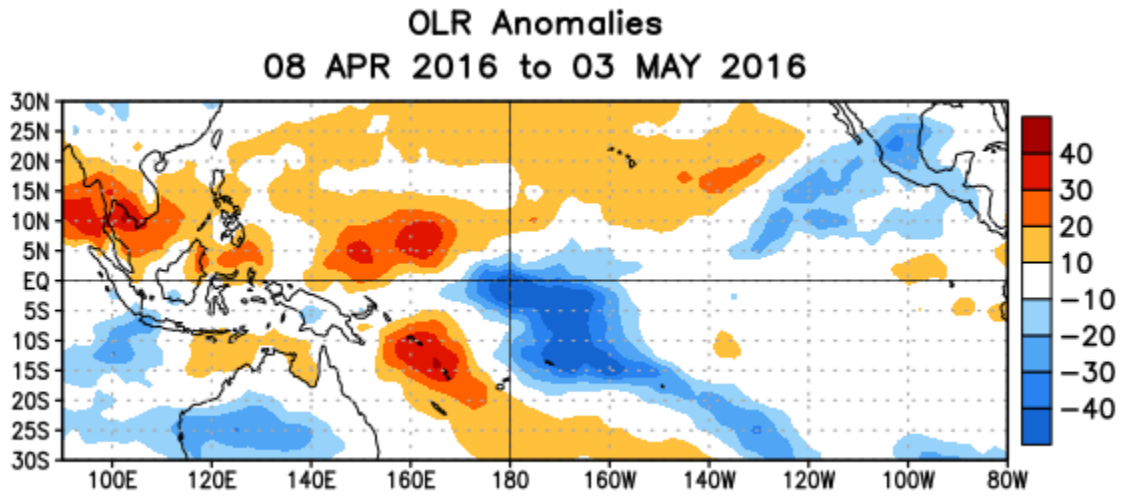 OLR Anomalies
08 APR 2016 to 03 MAY 2016
30N
25N
20N
15N
10N
5N
EQ
5S
10S
15S
20S
25S
30S
100E 120E 140E 160E 180 160W 140W 120W 100W 80W
40
30
20
10
−10
−20
−30
−40